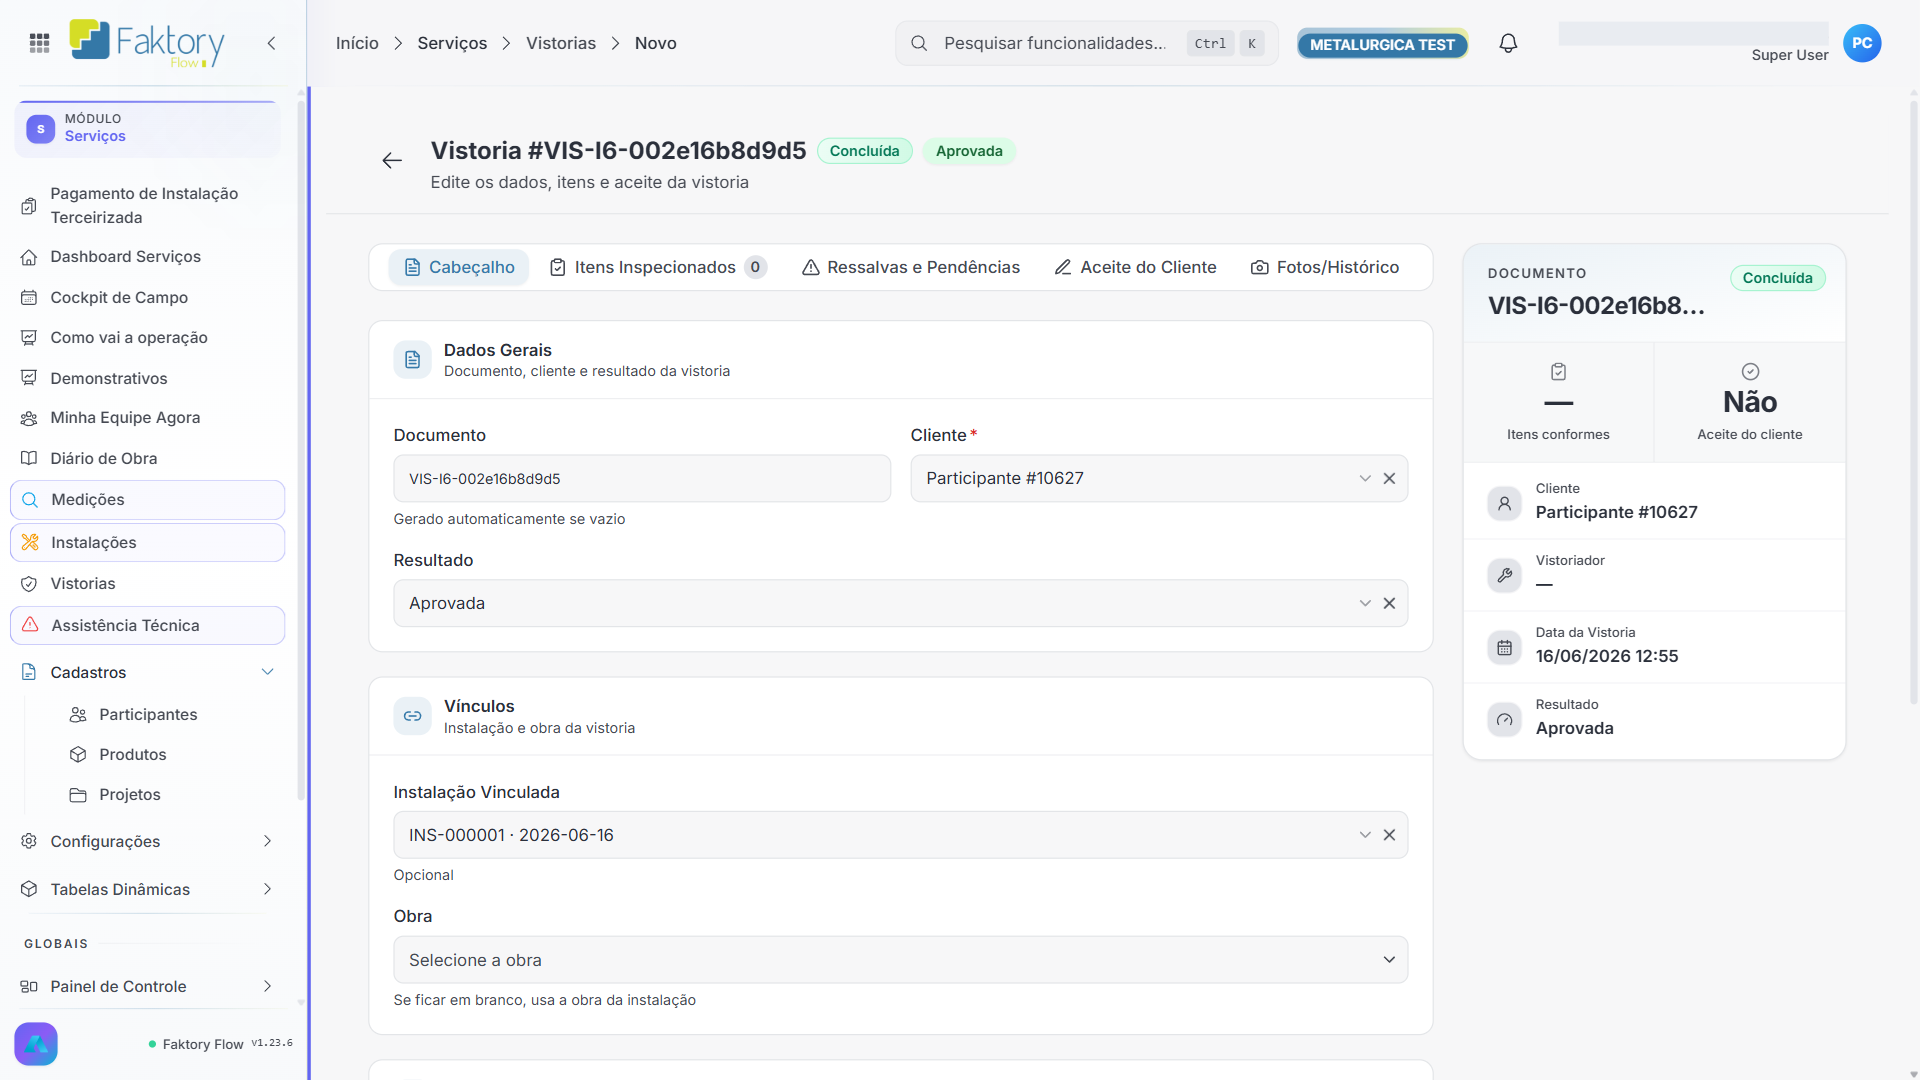 Faktory
Flow
Início
Serviços
Vistorias
Novo
Pesquisar funcionalidades...
Ctrl
K
METALURGICA TEST
Super User
PC
S
MÓDULO
Serviços
Pagamento de Instalação
Terceirizada
Dashboard Serviços
Cockpit de Campo
Como vai a operação
Demonstrativos
Minha Equipe Agora
Diário de Obra
Medições
Instalações
Vistorias
Assistência Técnica
Cadastros
Participantes
Produtos
Projetos
Configurações
Tabelas Dinâmicas
GLOBAIS
Painel de Controle
Faktory Flow v1.23.6
Vistoria #VIS-I6-002e16b8d9d5
Concluída
Aprovada
Edite os dados, itens e aceite da vistoria
Cabeçalho
Itens Inspecionados 0
Ressalvas e Pendências
Aceite do Cliente
Fotos/Histórico
Dados Gerais
Documento, cliente e resultado da vistoria
Documento
VIS-I6-002e16b8d9d5
Gerado automaticamente se vazio
Cliente *
Participante #10627
Resultado
Aprovada
Vínculos
Instalação e obra da vistoria
Instalação Vinculada
INS-000001 · 2026-06-16
Opcional
Obra
Selecione a obra
Se ficar em branco, usa a obra da instalação
DOCUMENTO
VIS-I6-002e16b8...
Concluída
—
Itens conformes
Não
Aceite do cliente
Cliente
Participante #10627
Vistoriador
—
Data da Vistoria
16/06/2026 12:55
Resultado
Aprovada